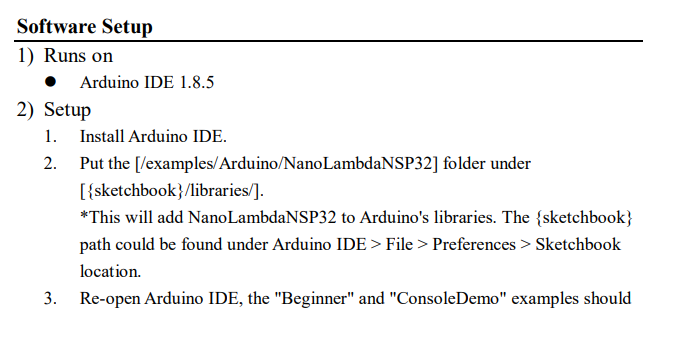 Software Setup
1) Runs on
● Arduino IDE 1.8.5
2) Setup
1. Install Arduino IDE.
2. Put the [/examples/Arduino/NanoLambdaNSP32] folder under
[{sketchbook}/libraries/].
*This will add NanoLambdaNSP32 to Arduino's libraries. The {sketchbook}
path could be found under Arduino IDE > File > Preferences > Sketchbook
location.
3. Re-open Arduino IDE, the "Beginner" and "ConsoleDemo" examples should